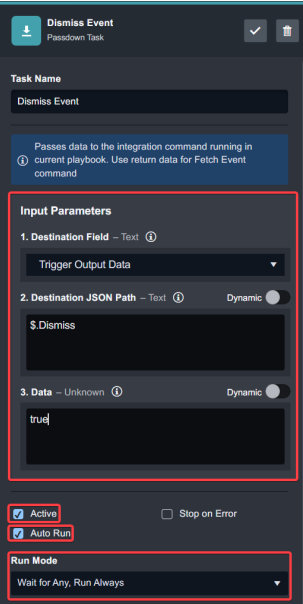 Dismiss Event
Passdown Task
Task Name
Dismiss Event
Passes data to the integration command running in
current playbook. Use return data for Fetch Event
command
Input Parameters
1. Destination Field – Text
Trigger Output Data
2. Destination JSON Path – Text Dynamic
$.Dismiss
3. Data – Unknown Dynamic
true
Active Stop on Error
Auto Run
Run Mode
Wait for Any, Run Always